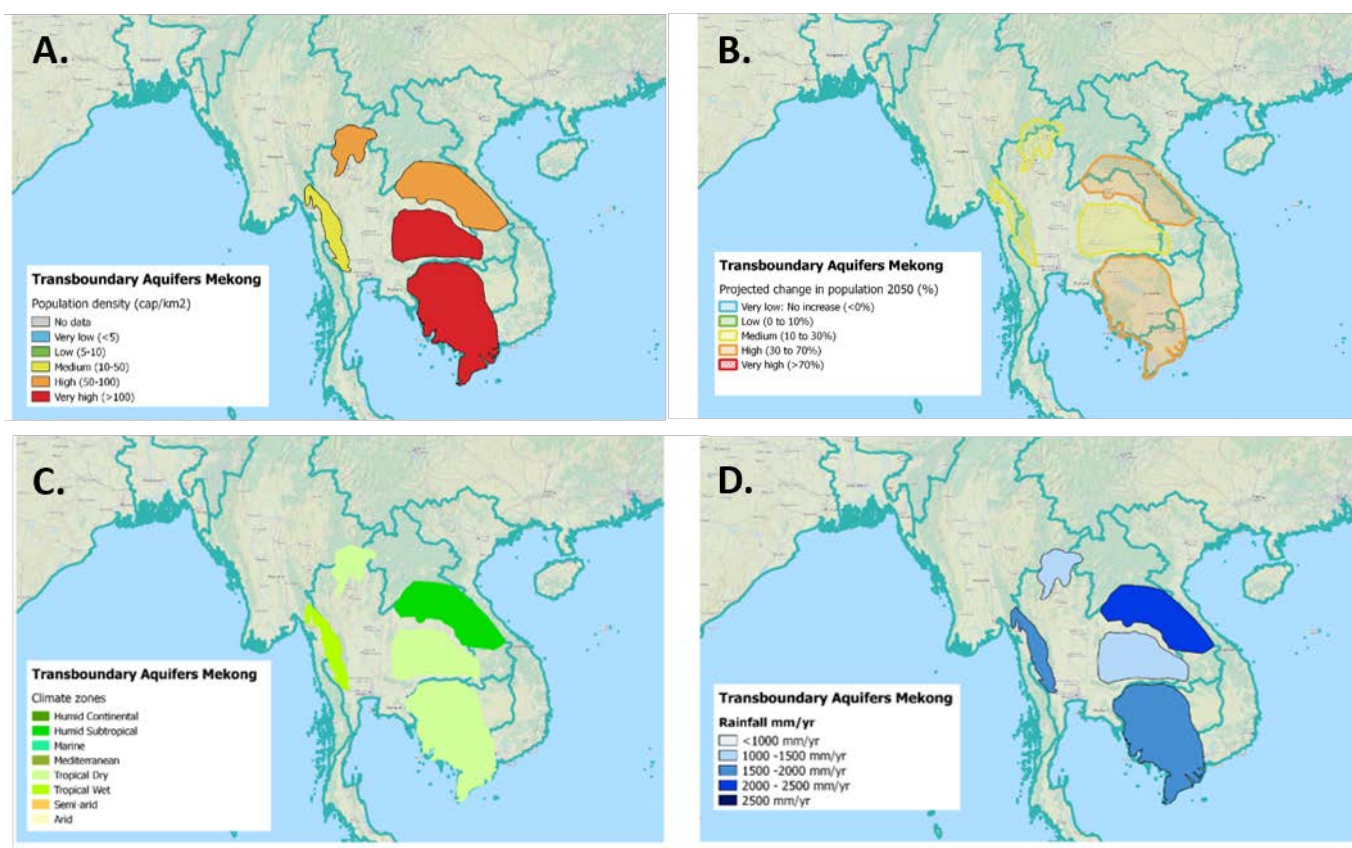 A.
Transboundary Aquifers Mekong
Population density (cap/km2)
No data
Very low (<5)
Low (5-10)
Medium (10-50)
High (50-100)
Very high (>100)
B.
Transboundary Aquifers Mekong
Projected change in population 2050 (%)
Very low: No increase (<0%)
Low (0 to 10%)
Medium (10 to 30%)
High (30 to 70%)
Very high (>70%)
C.
Transboundary Aquifers Mekong
Climate zones
Humid Continental
Humid Subtropical
Marine
Mediterranean
Tropical Dry
Tropical Wet
Semi-arid
Arid
D.
Transboundary Aquifers Mekong
Rainfall mm/yr
<1000 mm/yr
1000 -1500 mm/yr
1500 -2000 mm/yr
2000 - 2500 mm/yr
2500 mm/yr